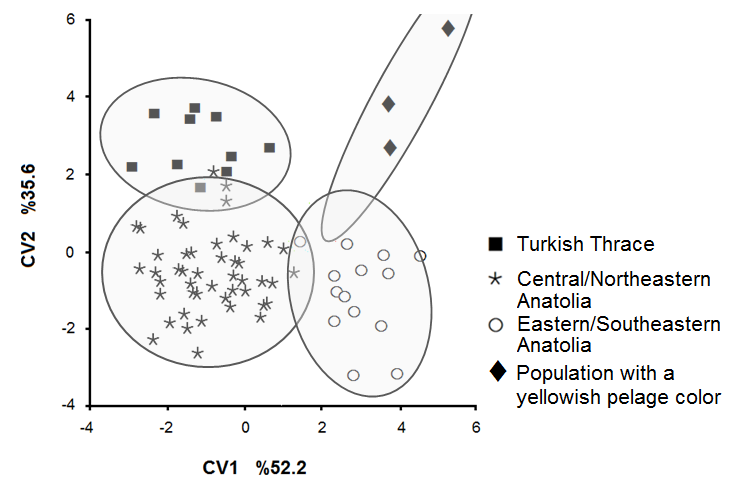 6
4
2
0
-2
-4
CV2 %35.6
-4
-2
0
2
4
6
CV1 %52.2
Turkish Thrace
Central/Northeastern
Anatolia
Eastern/Southeastern
Anatolia
Population with a
yellowish pelage color